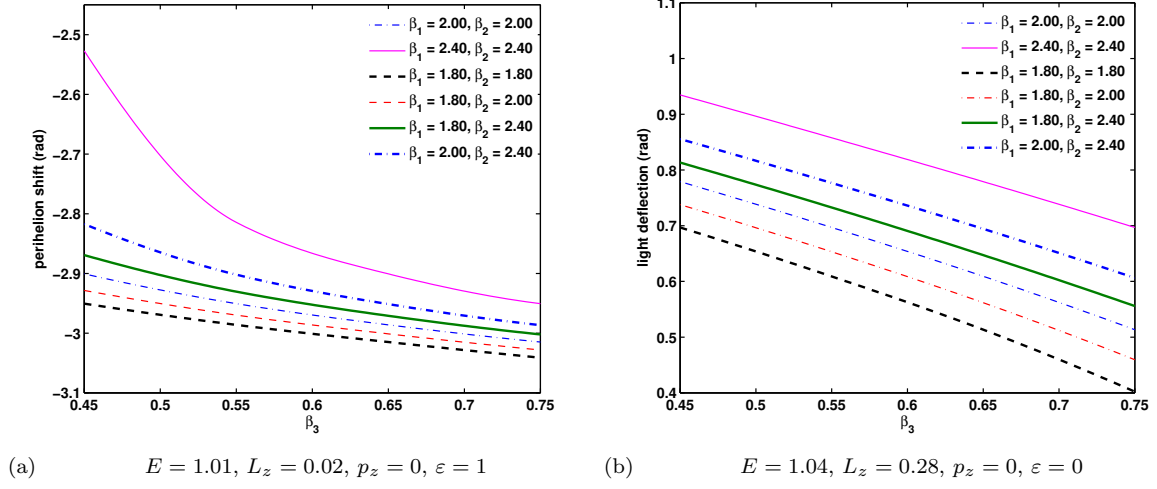 perihelion shift (rad)
−2.5
−2.6
−2.7
−2.8
−2.9
−3
−3.1
β1 = 2.00, β2 = 2.00
β1 = 2.40, β2 = 2.40
β1 = 1.80, β2 = 1.80
β1 = 1.80, β2 = 2.00
β1 = 1.80, β2 = 2.40
β1 = 2.00, β2 = 2.40
0.45 0.5 0.55 0.6 0.65 0.7 0.75
β3
(a) E = 1.01, Lz = 0.02, pz = 0, ε = 1
light deflection (rad)
1.1
1
0.9
0.8
0.7
0.6
0.5
0.4
β1 = 2.00, β2 = 2.00
β1 = 2.40, β2 = 2.40
β1 = 1.80, β2 = 1.80
β1 = 1.80, β2 = 2.00
β1 = 1.80, β2 = 2.40
β1 = 2.00, β2 = 2.40
0.45 0.5 0.55 0.6 0.65 0.7 0.75
β3
(b) E = 1.04, Lz = 0.28, pz = 0, ε = 0